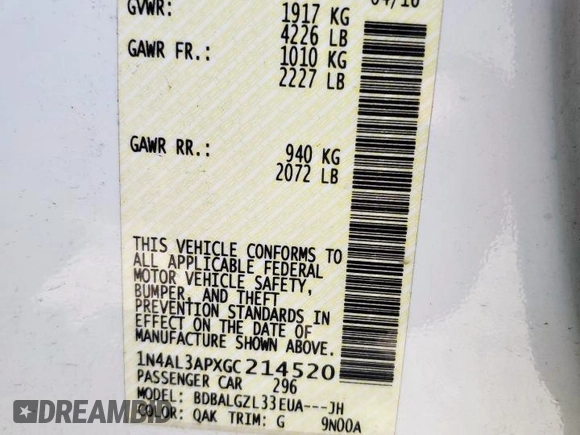 04/16
GVWR: 1917 KG
4226 LB
GAWR FR.: 1010 KG
2227 LB
GAWR RR.: 940 KG
2072 LB
THIS VEHICLE CONFORMS TO
ALL APPLICABLE FEDERAL
MOTOR VEHICLE SAFETY,
BUMPER, AND THEFT
PREVENTION STANDARDS IN
EFFECT ON THE DATE OF
MANUFACTURE SHOWN ABOVE.
1N4AL3APXGC214520
PASSENGER CAR 296
MODEL: BDBALGZL33EUA---JH
COLOR: QAK TRIM: G 9N00A
DREAMBID